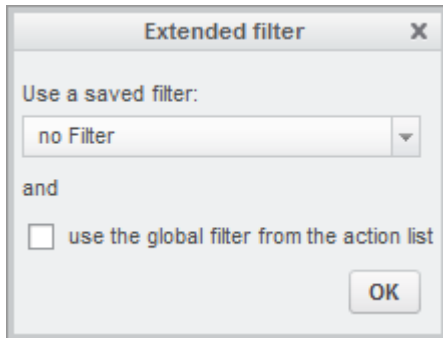 Extended filter
Use a saved filter:
no Filter
and
use the global filter from the action list
OK